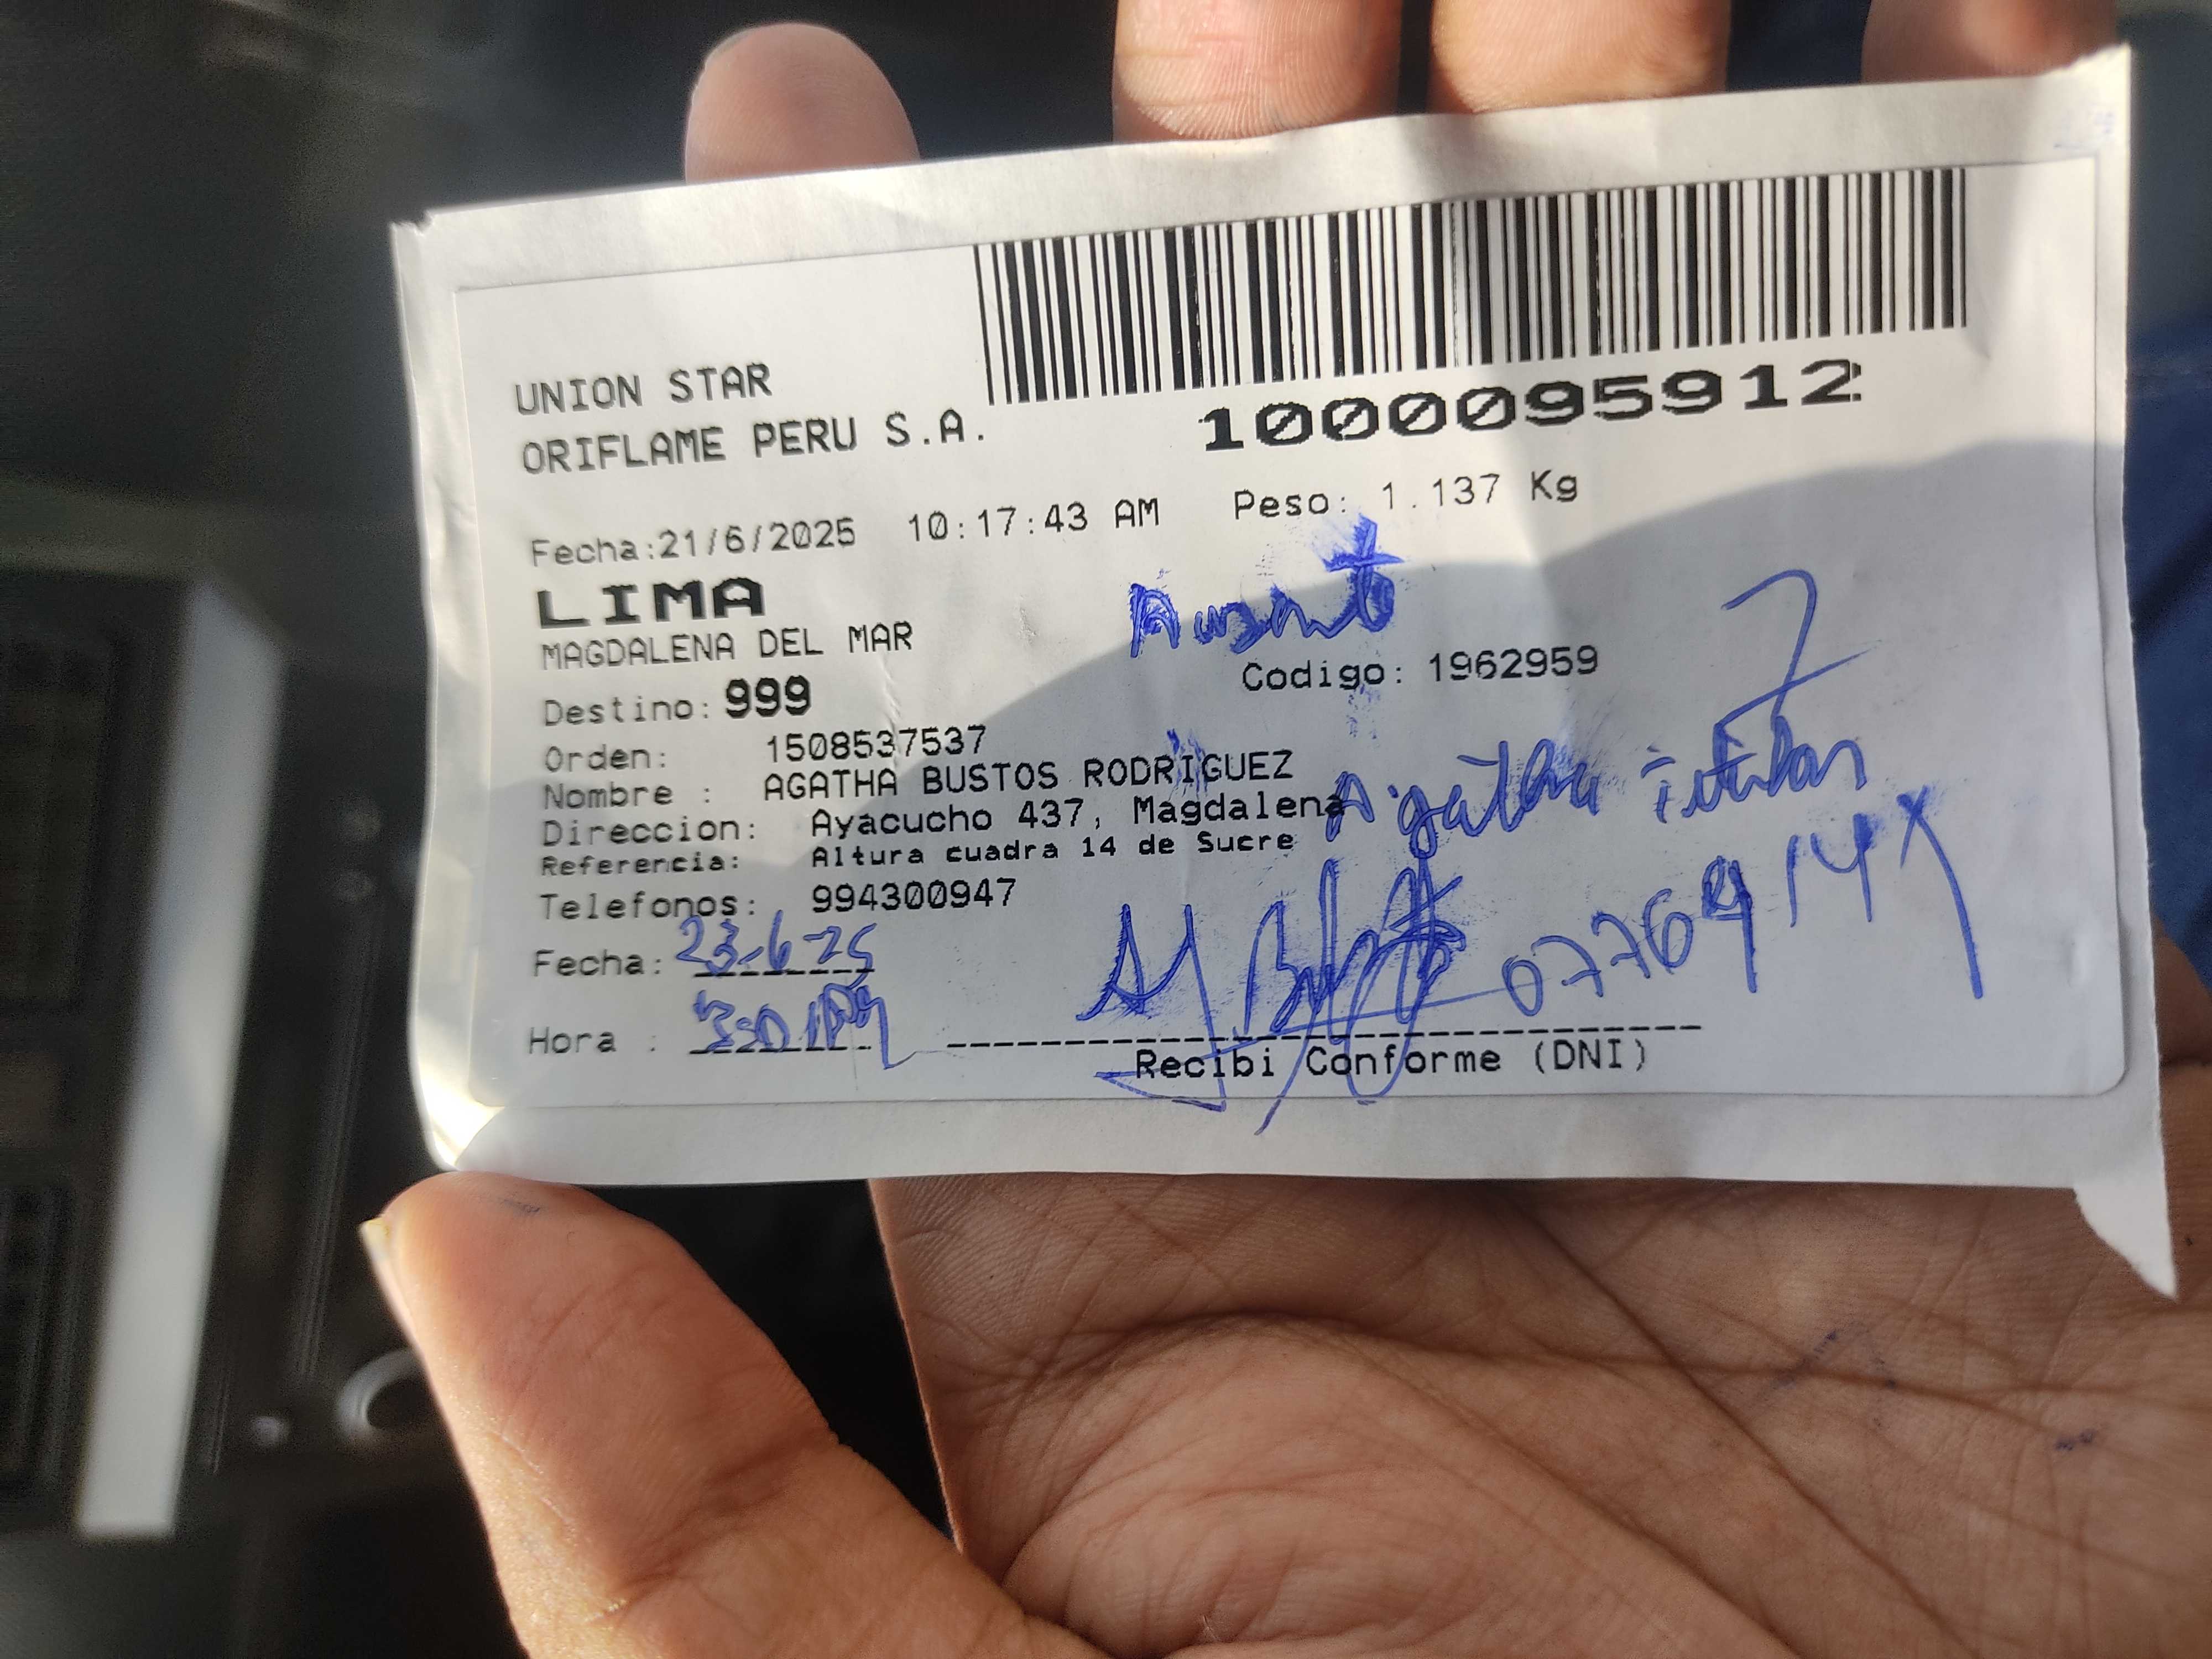 UNION STAR
ORIFLAME PERU S.A.
1000095912
Fecha:21/6/2025 10:17:43 AM Peso: 1.137 Kg
LIMA
MAGDALENA DEL MAR
Destino: 999
Codigo: 1962959
Orden: 1508537537
Nombre : AGATHA BUSTOS RODRIGUEZ
Direccion: Ayacucho 437, Magdalena
Agatha titular
Referencia: Altura cuadra 14 de Sucre
Telefonos: 994300947
Fecha: 23-6-25
Hora :
Recibi Conforme (DNI)